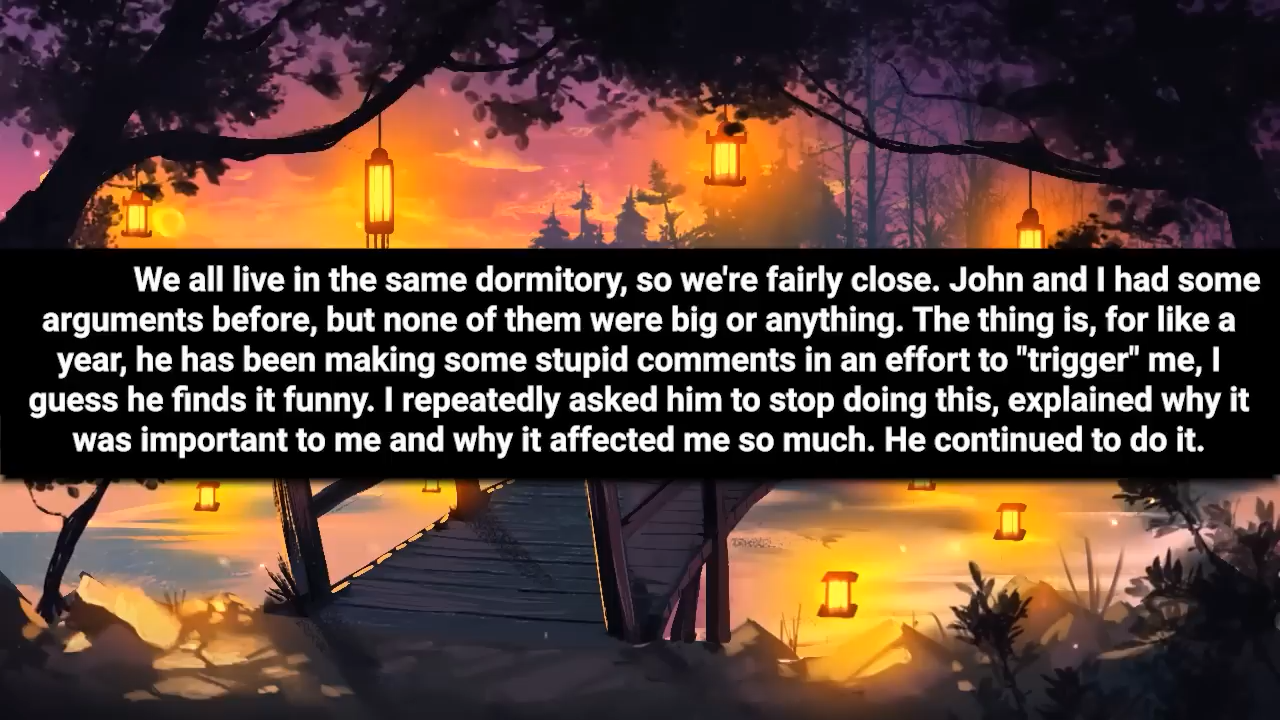 We all live in the same dormitory, so we're fairly close. John and I had some
arguments before, but none of them were big or anything. The thing is, for like a
year, he has been making some stupid comments in an effort to "trigger" me, I
guess he finds it funny. I repeatedly asked him to stop doing this, explained why it
was important to me and why it affected me so much. He continued to do it.